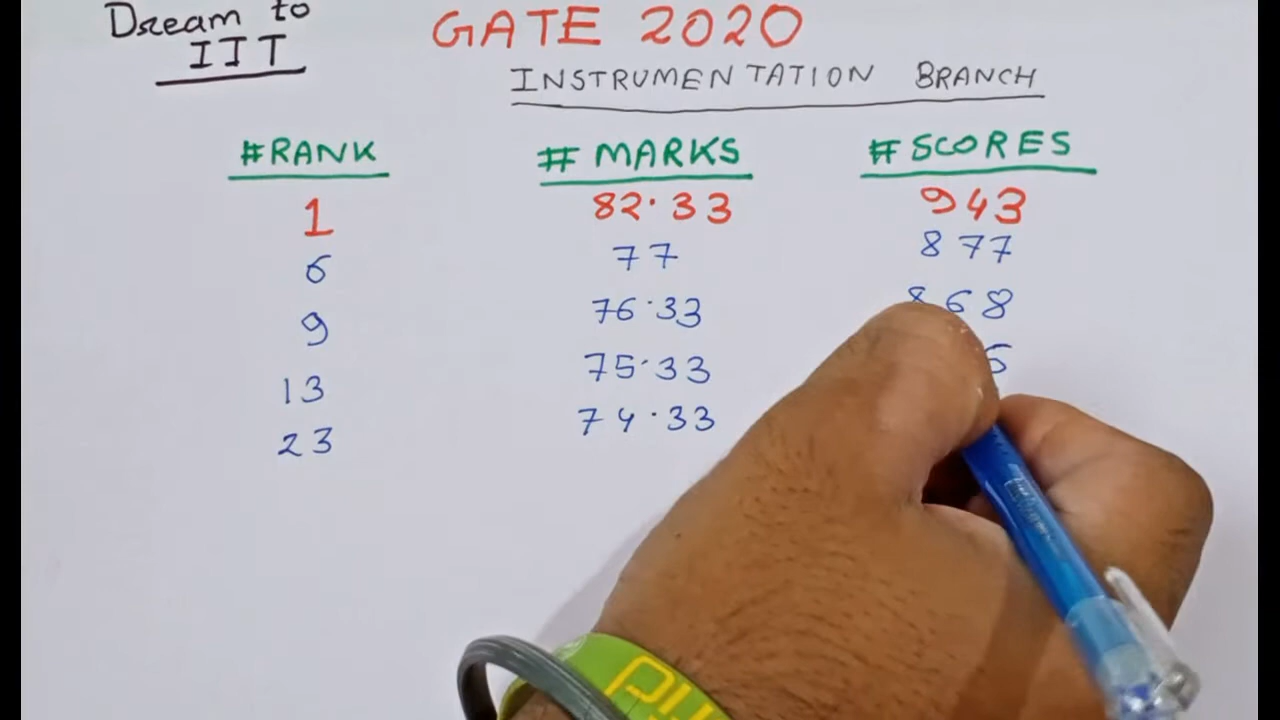 Dream to
IIT
GATE 2020
INSTRUMENTATION BRANCH
#RANK # MARKS #SCORES
1 82.33 943
6 77 877
9 76.33 868
13 75.33
23 74.33